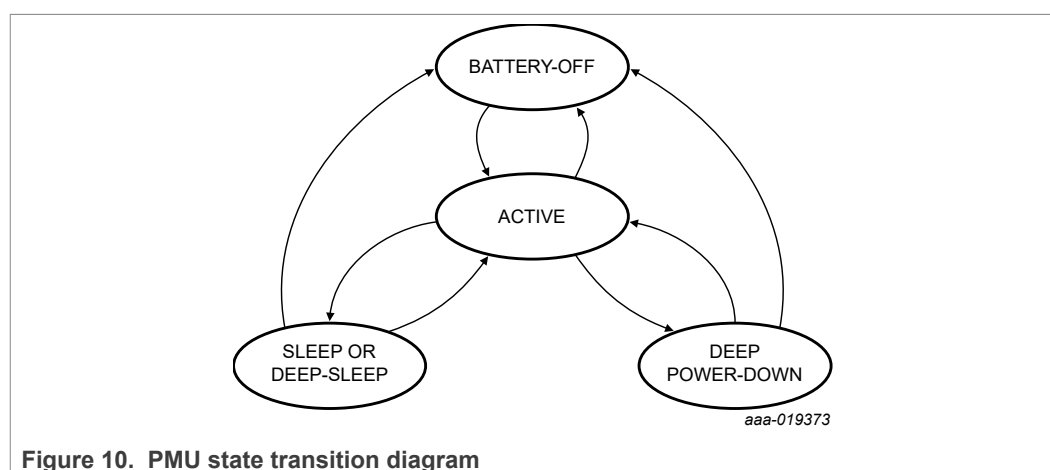 BATTERY-OFF
ACTIVE
SLEEP OR
DEEP-SLEEP
DEEP
POWER-DOWN
aaa-019373
Figure 10. PMU state transition diagram